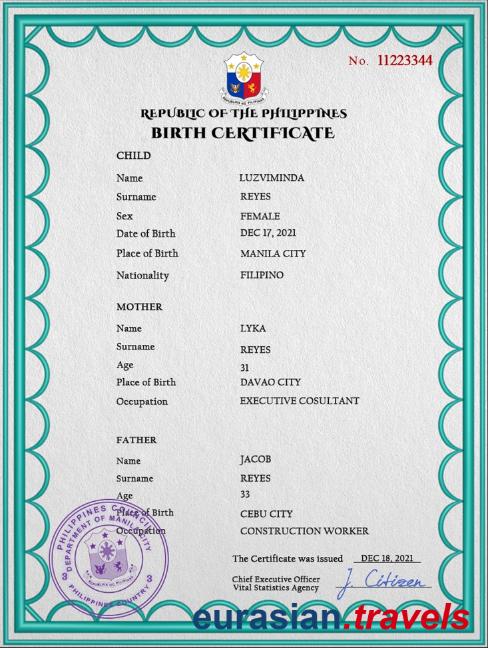 No. 11223344
REPUBLIC OF THE PHILIPPINES
BIRTH CERTIFICATE
CHILD
Name LUZVIMINDA
Surname REYES
Sex FEMALE
Date of Birth DEC 17, 2021
Place of Birth MANILA CITY
Nationality FILIPINO
MOTHER
Name LYKA
Surname REYES
Age 31
Place of Birth DAVAO CITY
Occupation EXECUTIVE COSULTANT
FATHER
Name JACOB
Surname REYES
Age 33
Place of Birth CEBU CITY
Occupation CONSTRUCTION WORKER
PHILIPPINES COUNCIL
DEPARTMENT OF MANILA CITY
PHILIPPINES COUNTRY
The Certificate was issued DEC 18, 2021
Chief Executive Officer J. Citizen
Vital Statistics Agency
eurasian.travels